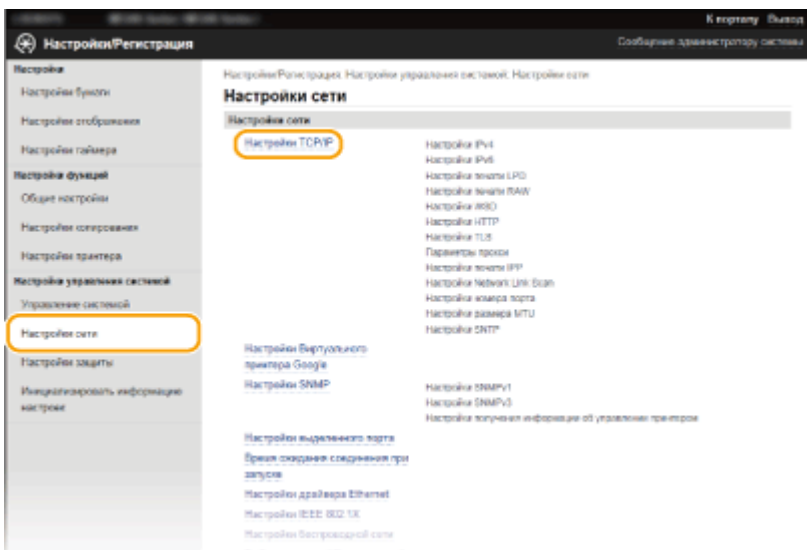 К порталу Выход
Настройки/Регистрация
Сообщение администратору системы
Настройки
Настройки бумаги
Настройки отображения
Настройки таймера
Настройки функций
Общие настройки
Настройки копирования
Настройки принтера
Настройки управления системой
Управление системой
Настройки сети
Настройки защиты
Инициализировать информацию
настроек
Настройки/Регистрация: Настройки управления системой: Настройки сети
Настройки сети
Настройки сети
Настройки TCP/IP
Настройки IPv4
Настройки IPv6
Настройки печати LPD
Настройки печати RAW
Настройки WSD
Настройки HTTP
Настройки TLS
Параметры прокси
Настройки печати IPP
Настройки Network Link Scan
Настройки номера порта
Настройки размера MTU
Настройки SNTP
Настройки Виртуального
принтера Google
Настройки SNMP
Настройки SNMPv1
Настройки SNMPv3
Настройки получения информации об управлении принтером
Настройки выделенного порта
Время ожидания соединения при
запуске
Настройки драйвера Ethernet
Настройки IEEE 802.1X
Настройки беспроводной сети